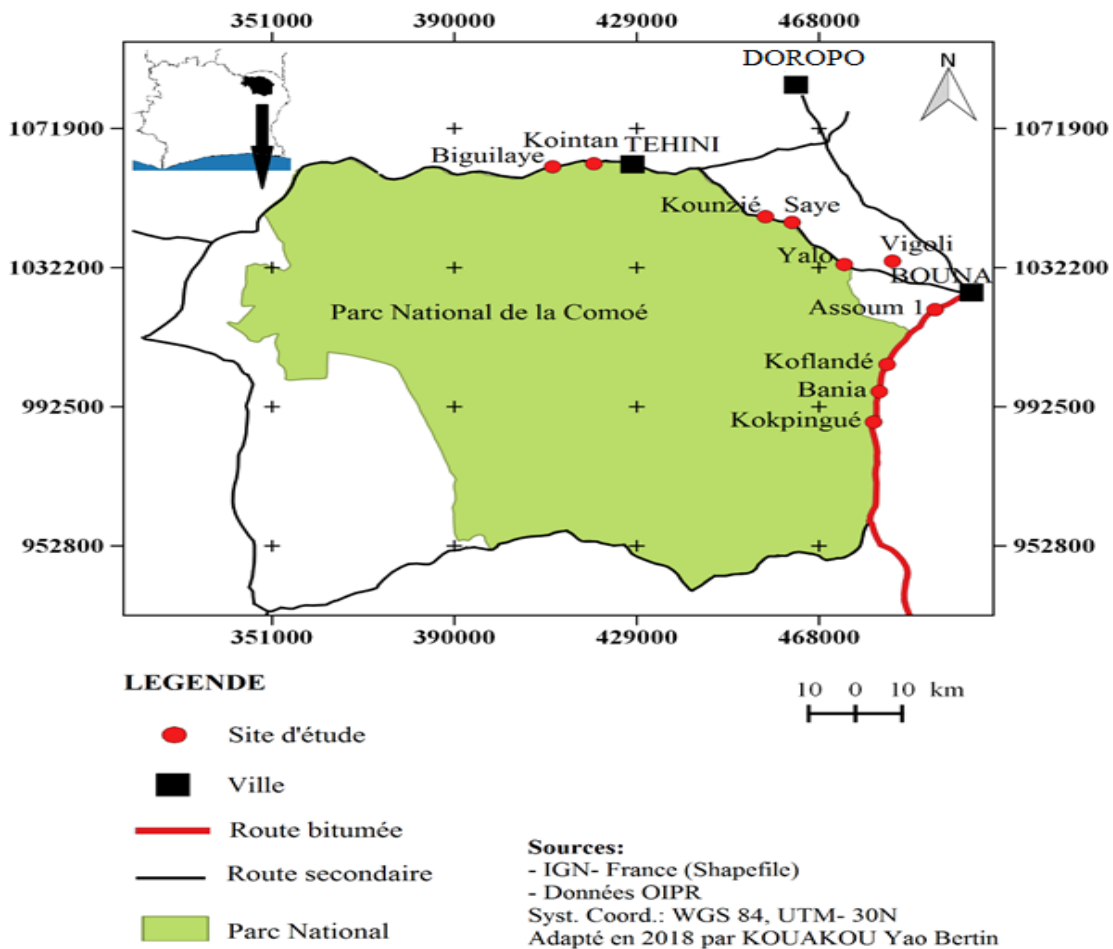 351000 390000 429000 468000
DOROPO
N
1071900 1071900
Kointan TEHINI
Biguilaye
Kounzié Saye
Vigoli
Yalo
1032200 1032200
BOUNA
Assoum 1
Parc National de la Comoé
Koflandé
Bania
992500 992500
Kokpingué
952800 952800
351000 390000 429000 468000
LEGENDE
10 0 10 km
Site d'étude
Ville
Route bitumée
Route secondaire
Parc National
Sources:
- IGN- France (Shapefile)
- Données OIPR
Syst. Coord.: WGS 84, UTM- 30N
Adapté en 2018 par KOUAKOU Yao Bertin